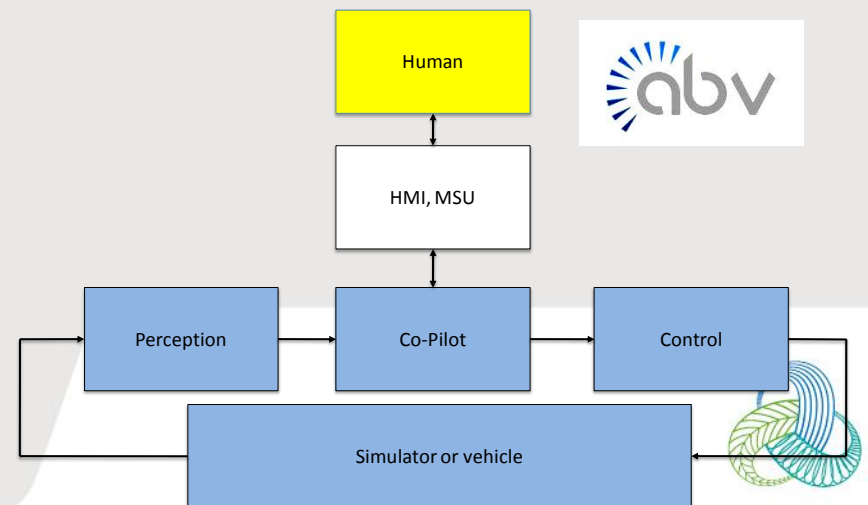 Human
abv
HMI, MSU
Perception
Co-Pilot
Control
Simulator or vehicle